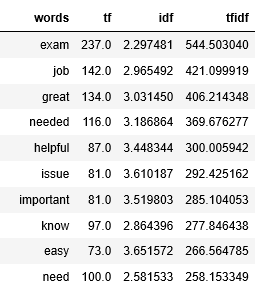 words tf idf tfidf
exam 237.0 2.297481 544.503040
job 142.0 2.965492 421.099919
great 134.0 3.031450 406.214348
needed 116.0 3.186864 369.676277
helpful 87.0 3.448344 300.005942
issue 81.0 3.610187 292.425162
important 81.0 3.519803 285.104053
know 97.0 2.864396 277.846438
easy 73.0 3.651572 266.564785
need 100.0 2.581533 258.153349